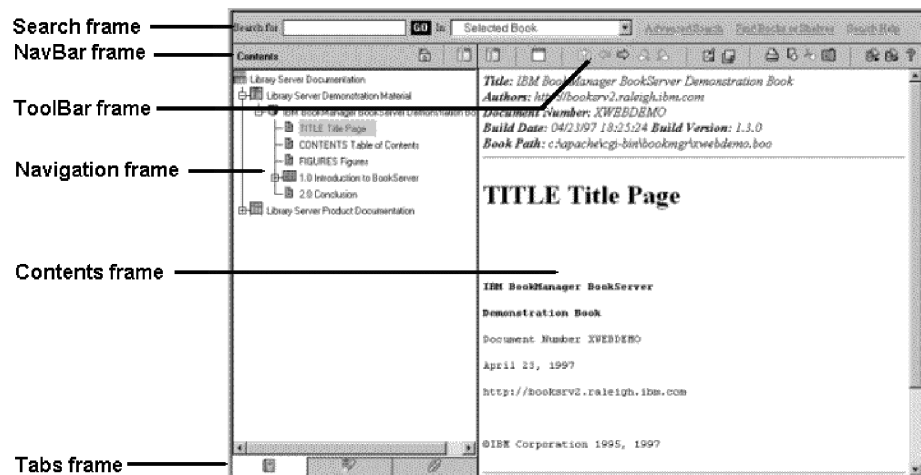 Search frame
NavBar frame
ToolBar frame
Navigation frame
Contents frame
Tabs frame
Search for GO In Selected Book Advanced Search Find Books or Shelves Search Help
Contents
Library Server Documentation
Library Server Demonstration Material
IBM BookManager BookServer Demonstration Bo
TITLE Title Page
CONTENTS Table of Contents
FIGURES Figures
1.0 Introduction to BookServer
2.0 Conclusion
Library Server Product Documentation
Title: IBM BookManager BookServer Demonstration Book
Authors: http://booksrv2.raleigh.ibm.com
Document Number: XWEBDEMO
Build Date: 04/23/97 18:25:24 Build Version: 1.3.0
Book Path: c:\apache\cgi-bin\bookmgr\xwebdemo.boo
TITLE Title Page
IBM BookManager BookServer
Demonstration Book
Document Number XWEBDEMO
April 23, 1997
http://booksrv2.raleigh.ibm.com
©IBM Corporation 1995, 1997